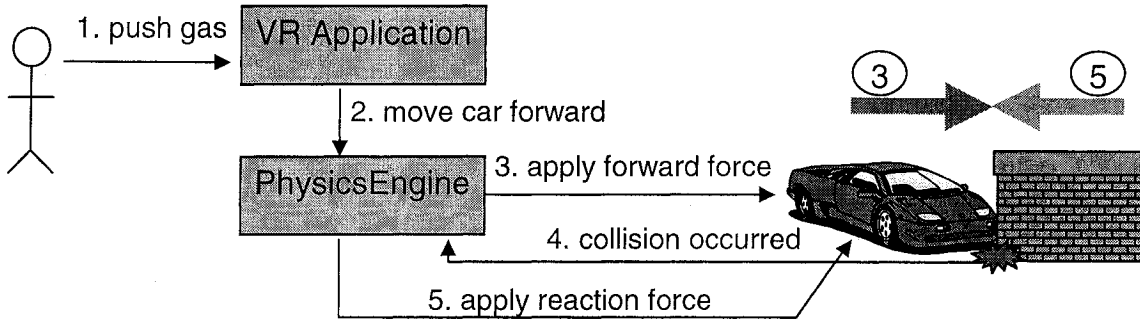 1. push gas
VR Application
3
5
2. move car forward
PhysicsEngine
3. apply forward force
4. collision occurred
5. apply reaction force